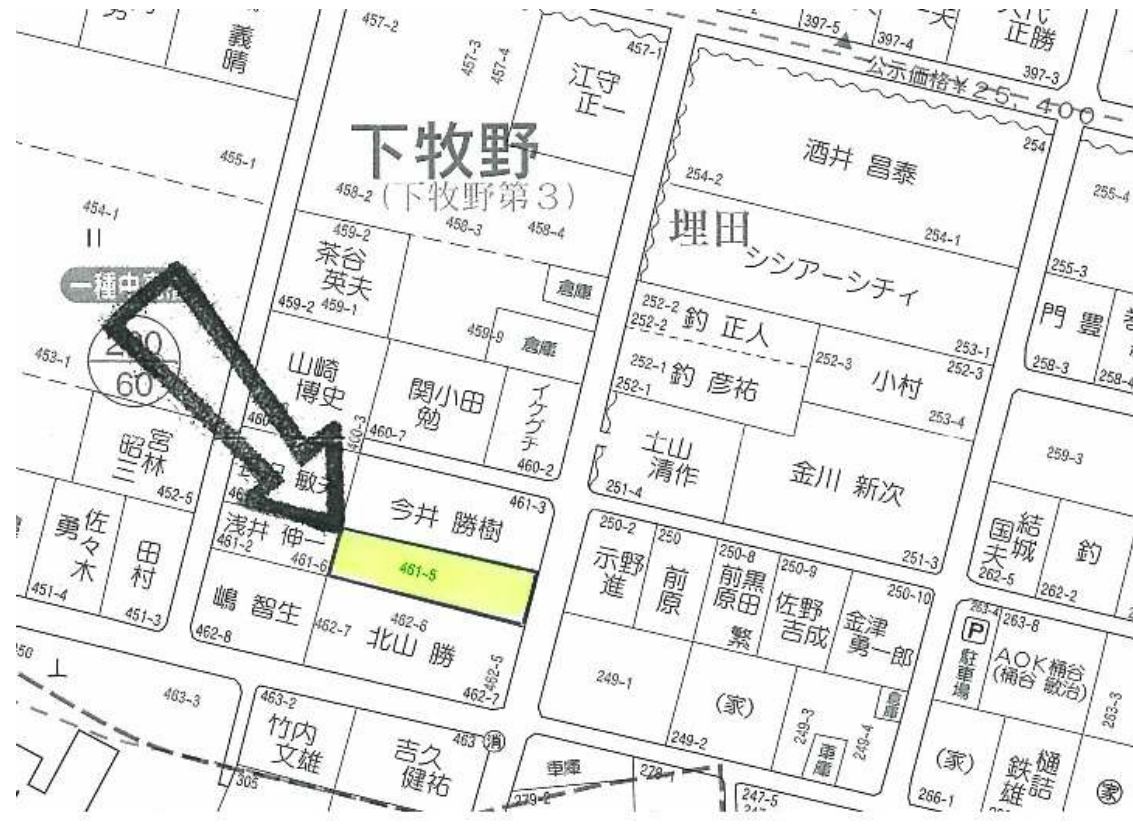 457-2
義晴
457-3
457-4
457-1
江守
正一
397-5
397-4
正勝
397-3
公示価格¥25,400
455-1
下牧野
(下牧野第3)
458-2
458-3
458-4
254
酒井 昌泰
254-2
254-1
255-4
454-1
459-2
茶谷
英夫
459-2
459-1
倉庫
459-9
倉庫
埋田
シシアーシティ
255-3
門 豊
258-3
258-4
252-2
252-2
釣 正人
253-1
252-3
252-3
252-1
釣 彦祐
252-1
小村
253-4
453-1
200
60
山崎
博史
460-3
関小田
勉
460-7
イケグチ
460-2
土山
清作
251-4
金川 新次
251-3
259-3
宮林
昭三
452-5
敏夫
今井 勝樹
461-3
浅井 伸一
461-2
461-6
461-5
佐々木
勇
451-4
田村
451-3
嶋 智生
462-8
462-7
462-6
北山 勝
462-5
462-7
250-2
示野
進
250
前原
250-8
黒田
前原
繁
250-9
佐野
吉成
250-10
金津
勇一郎
結城
国夫
262-5
釣
262-2
263-4
P
駐車場
263-8
AOK桶谷
(桶谷 敏治)
263-3
463-3
463-2
竹内
文雄
305
463
消
吉久
健祐
249-1
(家)
249-2
249-3
車庫
249-4
倉庫
車庫
279-2
278-1
247-5
(家)
266-1
樋詰
鉄雄
家